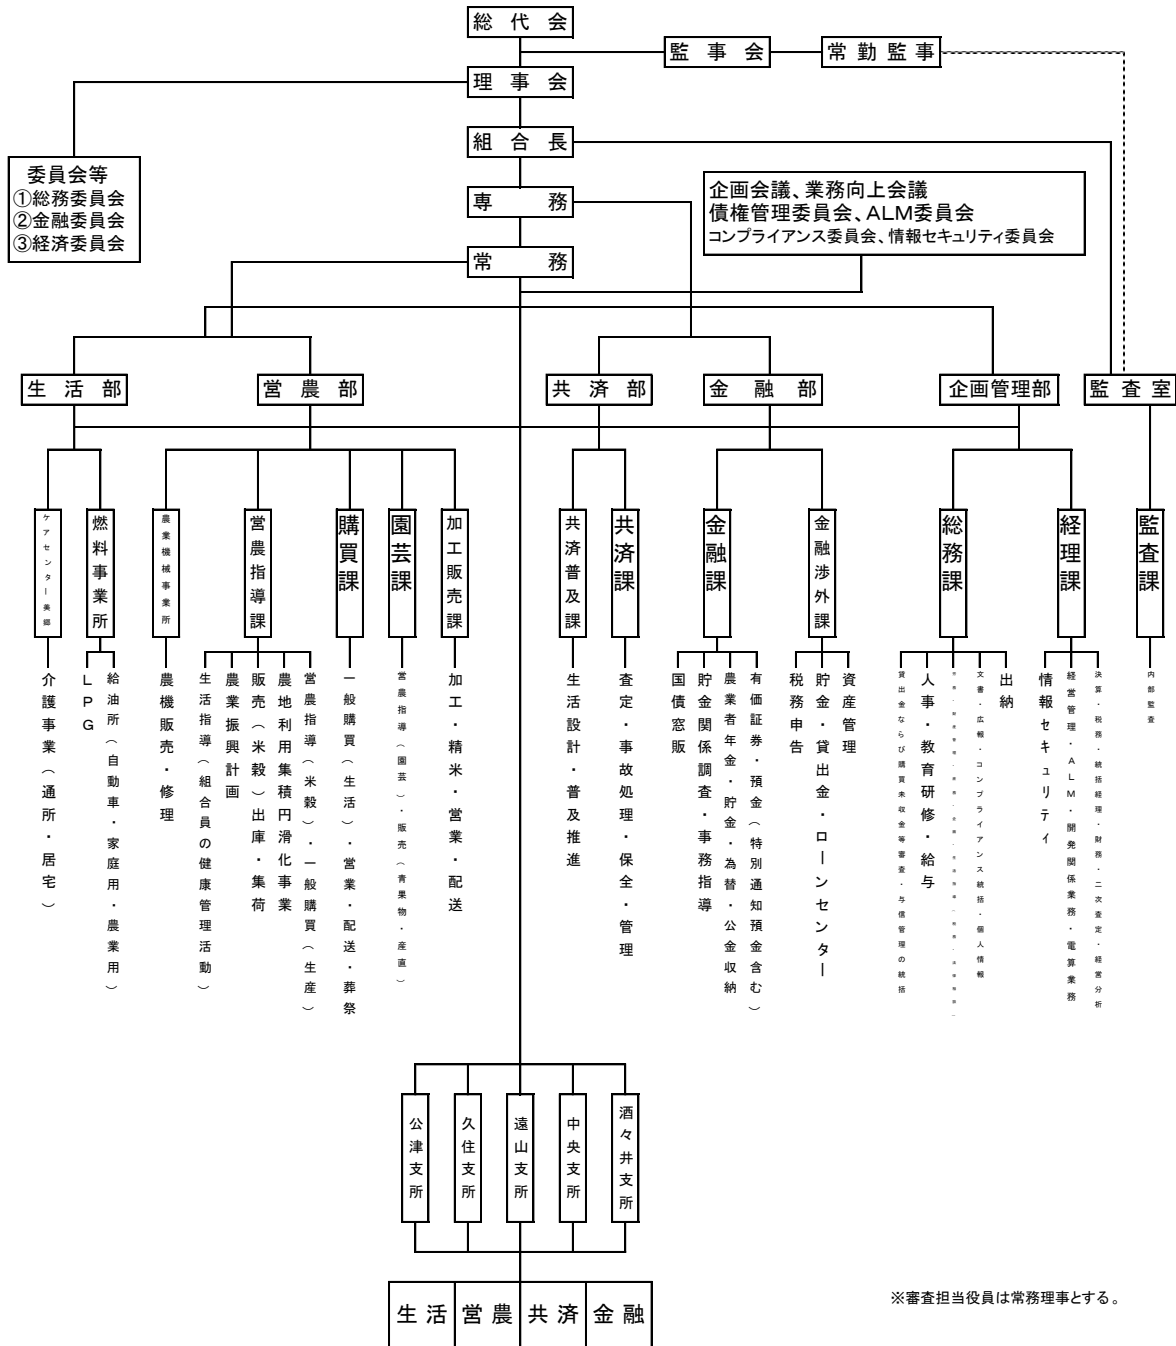 総代会
監事会
常勤監事
理事会
組合長
委員会等
①総務委員会
②金融委員会
③経済委員会
専務
企画会議、業務向上会議
債権管理委員会、ALM委員会
コンプライアンス委員会、情報セキュリティ委員会
常務
生活部
営農部
共済部
金融部
企画管理部
監査室
ケアセンター美郷
燃料事業所
農業機械事業所
営農指導課
購買課
園芸課
加工販売課
共済普及課
共済課
金融課
金融渉外課
総務課
経理課
監査課
介護事業(通所・居宅)
LPG
給油所(自動車・家庭用・農業用)
農機販売・修理
生活指導(組合員の健康管理活動)
農業振興計画
販売(米穀)出庫・集荷
農地利用集積円滑化事業
営農指導(米穀)・一般購買(生産)
一般購買(生活)・営業・配送・葬祭
営農指導(園芸)・販売(青果物・産直)
加工・精米・営業・配送
生活設計・普及推進
査定・事故処理・保全・管理
国債窓販
貯金関係調査・事務指導
農業者年金・貯金・為替・公金収納
有価証券・預金(特別通知預金含む)
税務申告
貯金・貸出金・ローンセンター
資産管理
貸出金ならび購買未収金等審査・与信管理の統括
人事・教育研修・給与
文書・広報・コンプライアンス統括・個人情報
出納
情報セキュリティ
経営管理・ALM・開発関係業務・電算業務
決算・税務・統括経理・財務・二次査定・経営分析
内部監査
公津支所
久住支所
遠山支所
中央支所
酒々井支所
生活
営農
共済
金融
※審査担当役員は常務理事とする。